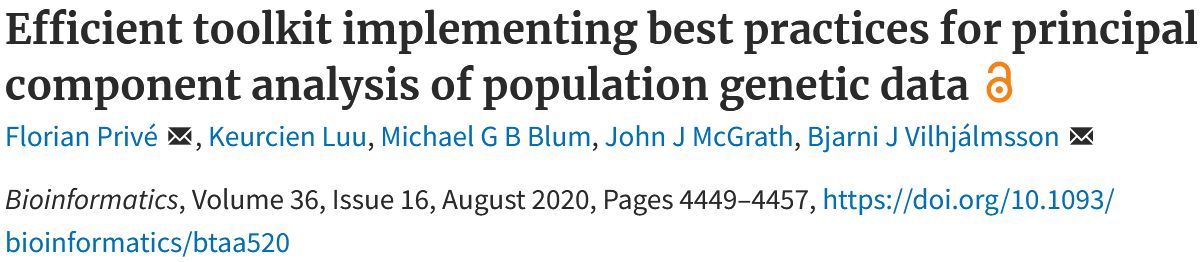 Efficient toolkit implementing best practices for principal
component analysis of population genetic data
Florian Privé, Keurcien Luu, Michael G B Blum, John J McGrath, Bjarni J Vilhjálmsson
Bioinformatics, Volume 36, Issue 16, August 2020, Pages 4449–4457, https://doi.org/10.1093/
bioinformatics/btaa520